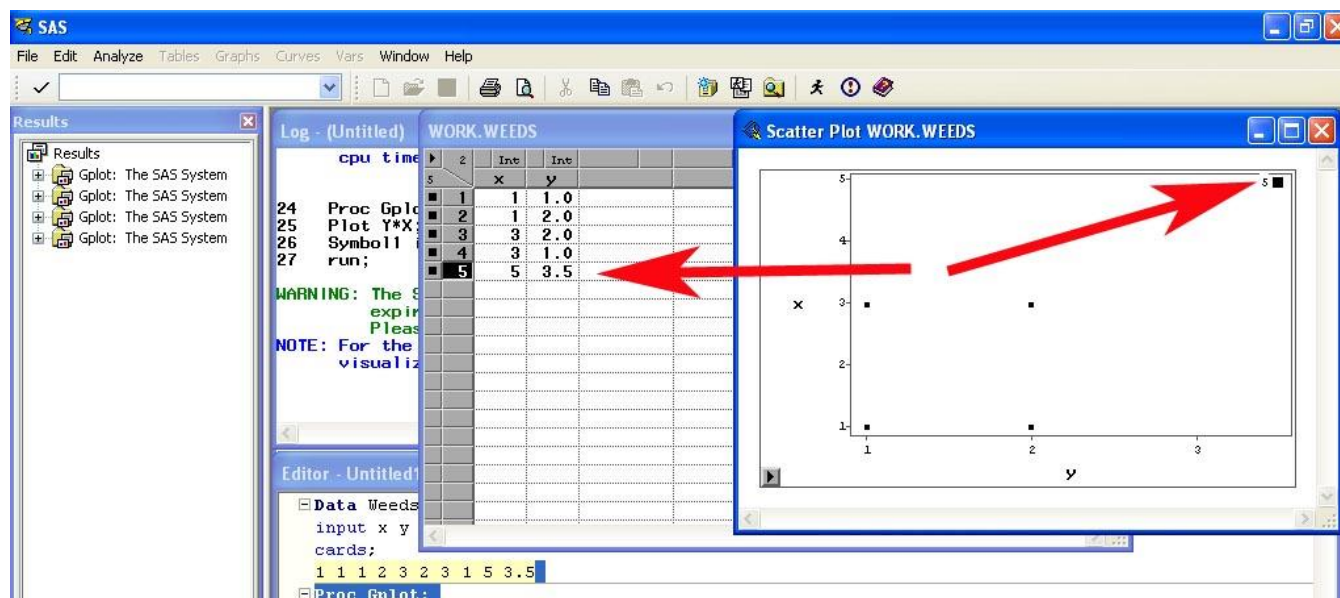 SAS
File Edit Analyze Tables Graphs Curves Vars Window Help
Results
Results
Gplot: The SAS System
Gplot: The SAS System
Gplot: The SAS System
Gplot: The SAS System
Log - (Untitled)
cpu time
24 Proc Gplo
25 Plot Y*X;
26 Symbol1 i
27 run;
WARNING: The S
expir
Pleas
NOTE: For the
visualiz
Editor - Untitled1
Data Weeds
input x y
cards;
1 1 1 2 3 2 3 1 5 3.5
Proc Gplot;
WORK.WEEDS
2 Int Int
5 x y
1 1 1.0
2 1 2.0
3 3 2.0
4 3 1.0
5 5 3.5
Scatter Plot WORK.WEEDS
5
5
4
x 3
2
1
1 2 3
y